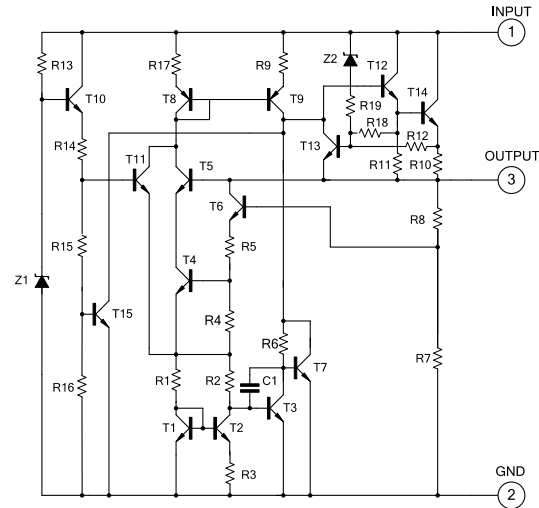 INPUT
1
R13
R17
R9
Z2
T12
T10
T8
T9
T14
R19
R18
R12
R14
T13
R11
R10
OUTPUT
T11
T5
3
T6
R8
R15
R5
Z1
T4
T15
R4
R6
R7
T7
R16
R1
R2
C1
T1
T2
T3
R3
GND
2